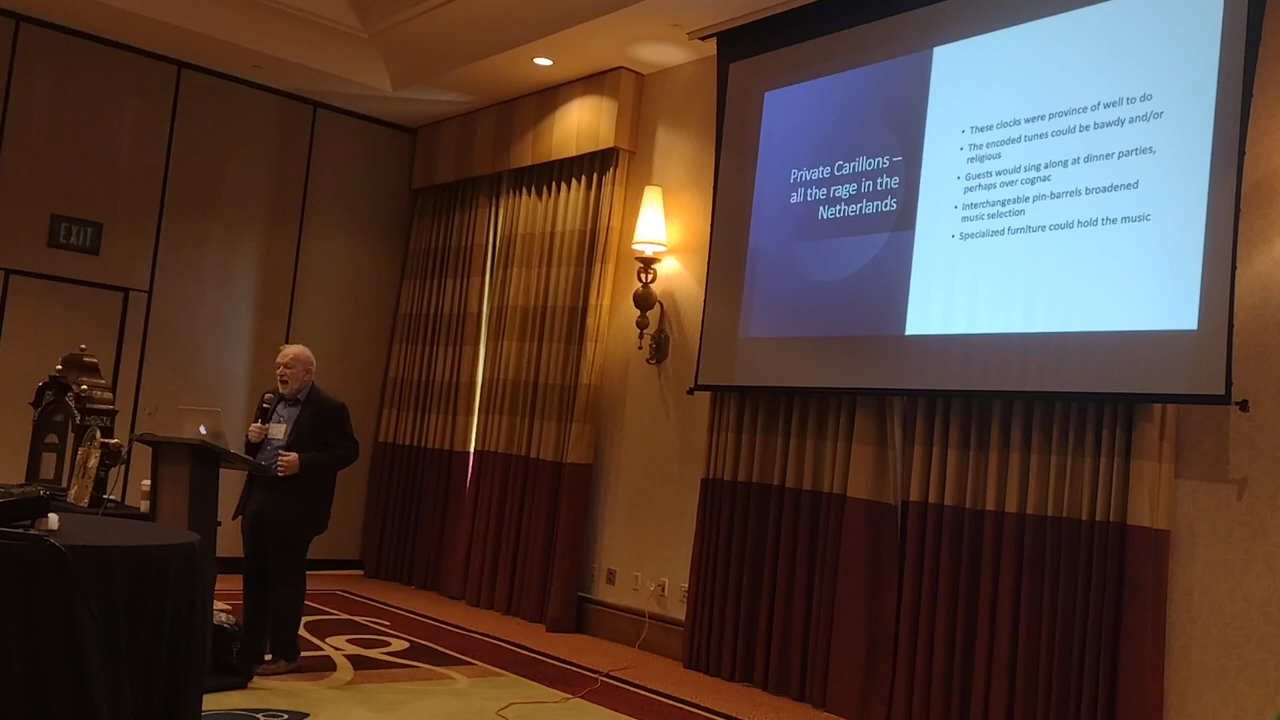 EXIT
Private Carillons –
all the rage in the
Netherlands
• These clocks were province of well to do
• The encoded tunes could be bawdy and/or
religious
• Guests would sing along at dinner parties,
perhaps over cognac
• Interchangeable pin-barrels broadened
music selection
• Specialized furniture could hold the music